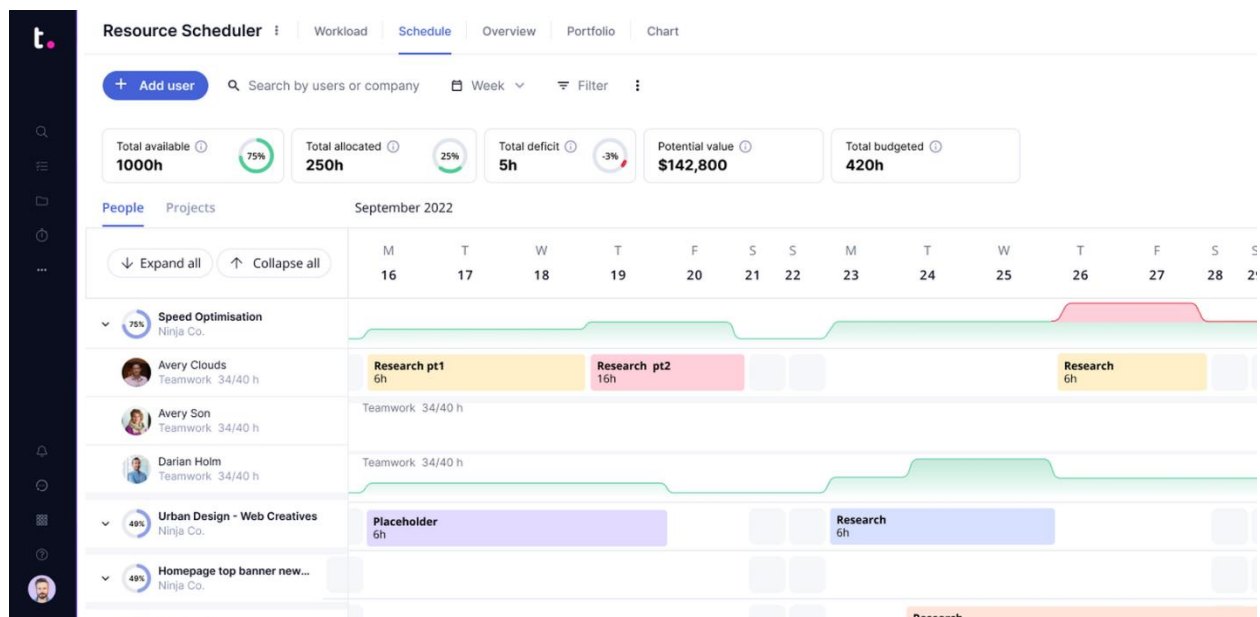 t.
Resource Scheduler Workload Schedule Overview Portfolio Chart
+ Add user Search by users or company Week Filter
Total available
1000h
75%
Total allocated
250h
25%
Total deficit
5h
-3%
Potential value
$142,800
Total budgeted
420h
People Projects September 2022
Expand all Collapse all
M T W T F S S M T W T F S S
16 17 18 19 20 21 22 23 24 25 26 27 28
75%
Speed Optimisation
Ninja Co.
Avery Clouds
Teamwork 34/40 h
Research pt1
6h
Research pt2
16h
Research
6h
Avery Son
Teamwork 34/40 h
Teamwork 34/40 h
Darian Holm
Teamwork 34/40 h
Teamwork 34/40 h
49%
Urban Design - Web Creatives
Ninja Co.
Placeholder
6h
Research
6h
49%
Homepage top banner new...
Ninja Co.
Research